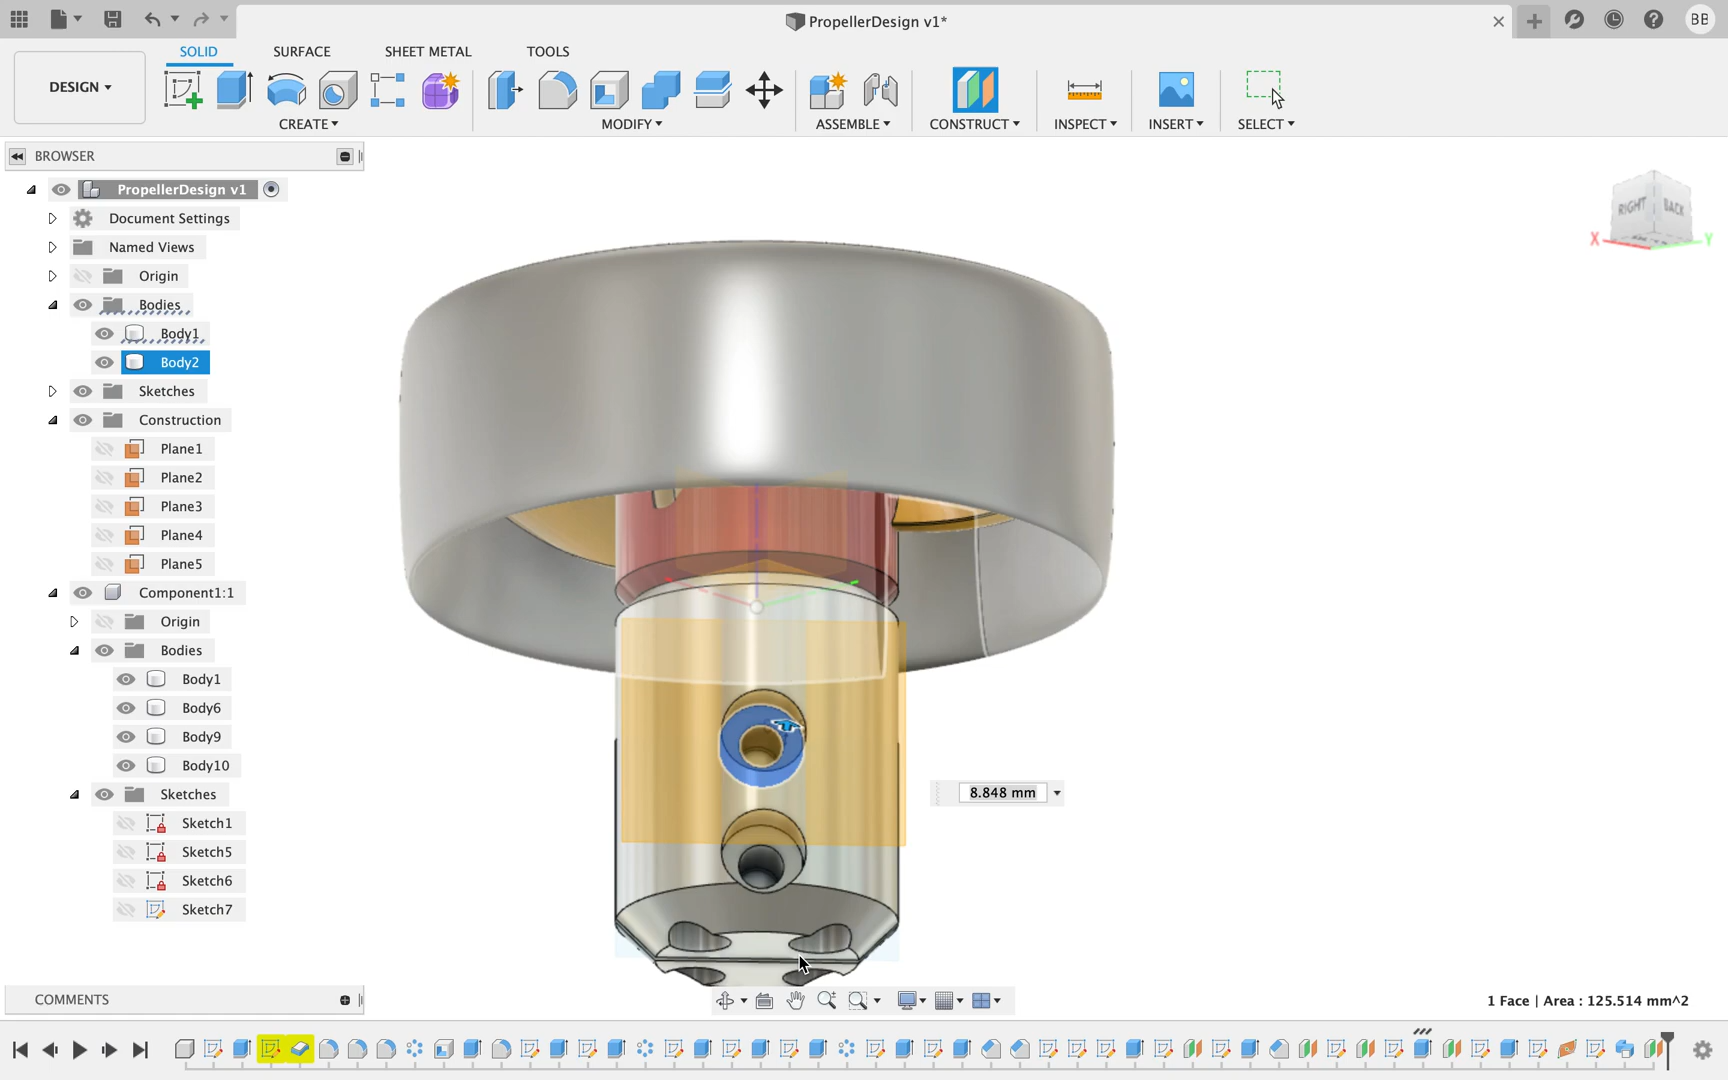 PropellerDesign v1*
BB
SOLID
SURFACE
SHEET METAL
TOOLS
DESIGN
CREATE
MODIFY
ASSEMBLE
CONSTRUCT
INSPECT
INSERT
SELECT
BROWSER
PropellerDesign v1
Document Settings
Named Views
Origin
Bodies
Body1
Body2
Sketches
Construction
Plane1
Plane2
Plane3
Plane4
Plane5
Component1:1
Origin
Bodies
Body1
Body6
Body9
Body10
Sketches
Sketch1
Sketch5
Sketch6
Sketch7
RIGHT
BACK
X
Y
8.848 mm
COMMENTS
1 Face | Area : 125.514 mm^2